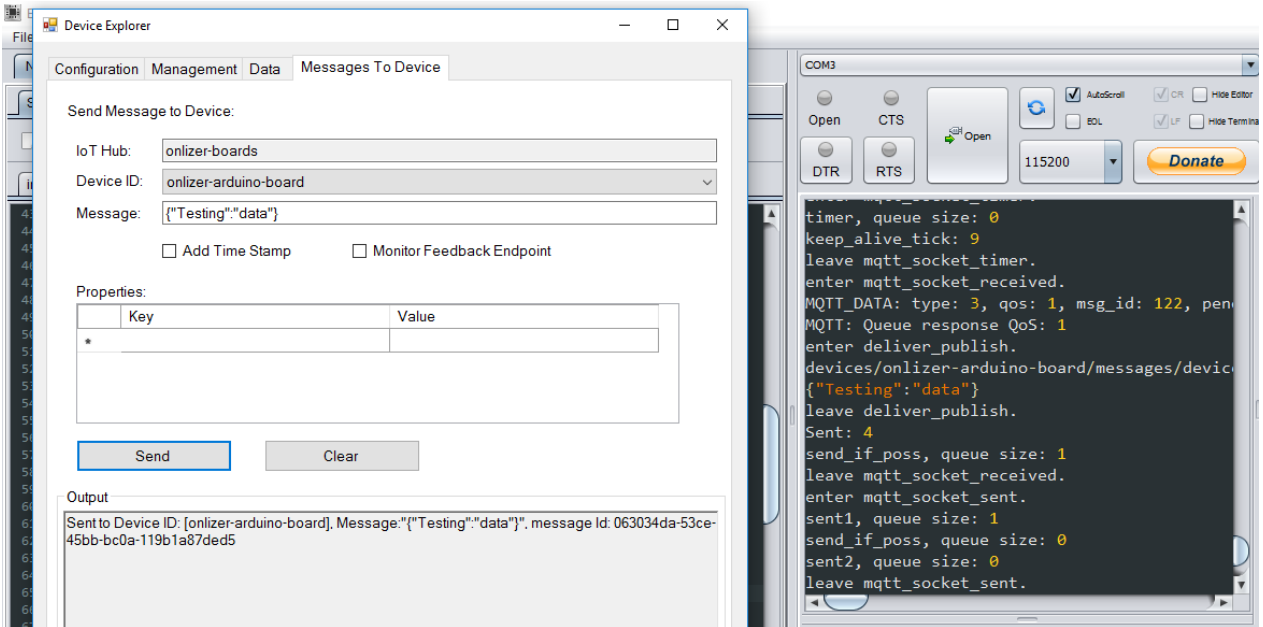 File
Device Explorer
Configuration Management Data Messages To Device
Send Message to Device:
IoT Hub: onlizer-boards
Device ID: onlizer-arduino-board
Message: {"Testing":"data"}
Add Time Stamp Monitor Feedback Endpoint
Properties:
Key Value
*
Send Clear
Output
Sent to Device ID: [onlizer-arduino-board], Message:"{"Testing":"data"}", message Id: 063034da-53ce-
45bb-bc0a-119b1a87ded5
COM3
Open CTS
DTR RTS
Open
AutoScroll CR Hide Editor
EOL LF Hide Termina
115200
Donate
timer, queue size: 0
keep_alive_tick: 9
leave mqtt_socket_timer.
enter mqtt_socket_received.
MQTT_DATA: type: 3, qos: 1, msg_id: 122, pen
MQTT: Queue response QoS: 1
enter deliver_publish.
devices/onlizer-arduino-board/messages/devic
{"Testing":"data"}
leave deliver_publish.
Sent: 4
send_if_poss, queue size: 1
leave mqtt_socket_received.
enter mqtt_socket_sent.
sent1, queue size: 1
send_if_poss, queue size: 0
sent2, queue size: 0
leave mqtt_socket_sent.